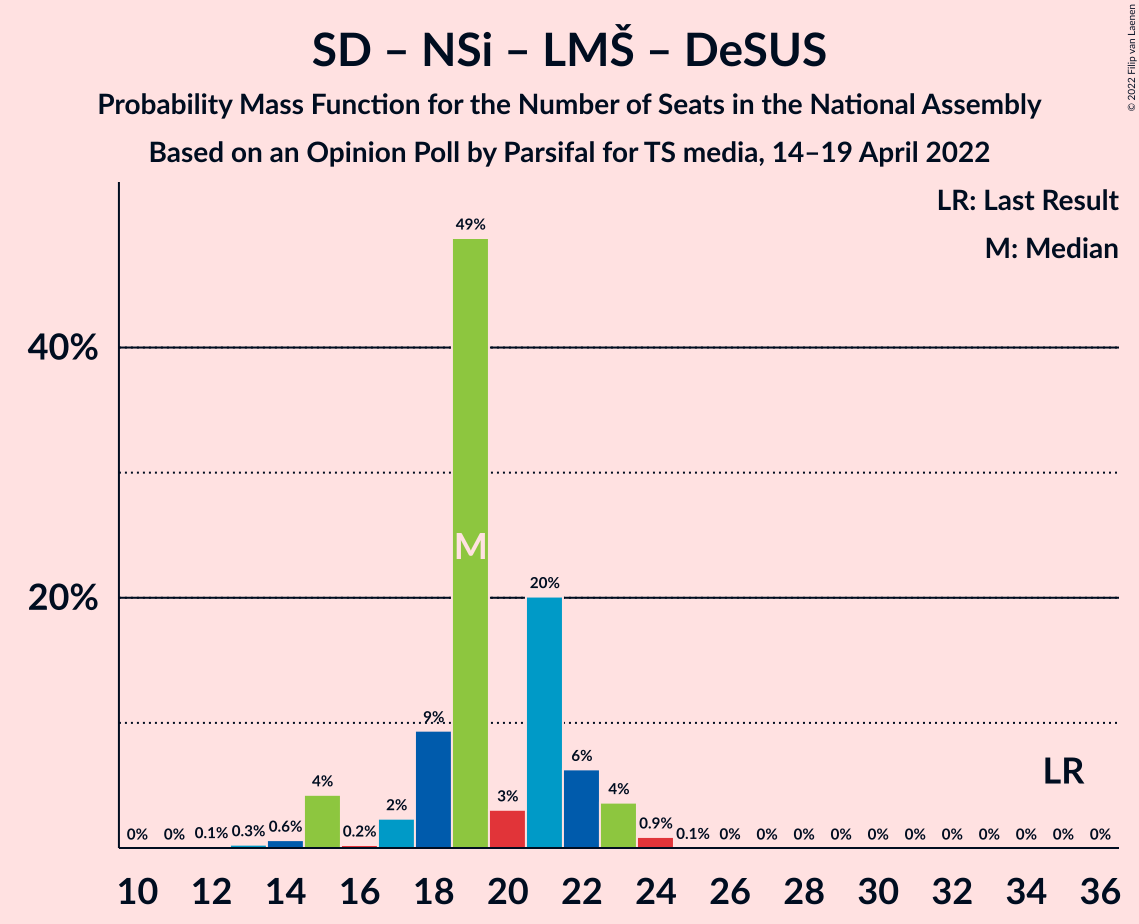 SD – NSi – LMŠ – DeSUS
Probability Mass Function for the Number of Seats in the National Assembly
Based on an Opinion Poll by Parsifal for TS media, 14–19 April 2022
© 2022 Filip van Laenen
LR: Last Result
M: Median
49%
40%
M
20%
20%
9%
6%
4%
4%
3%
2%
LR
0% 0% 0.1% 0.3% 0.6% 0.2% 0.9% 0.1% 0% 0% 0% 0% 0% 0% 0% 0% 0% 0% 0%
10 12 14 16 18 20 22 24 26 28 30 32 34 36